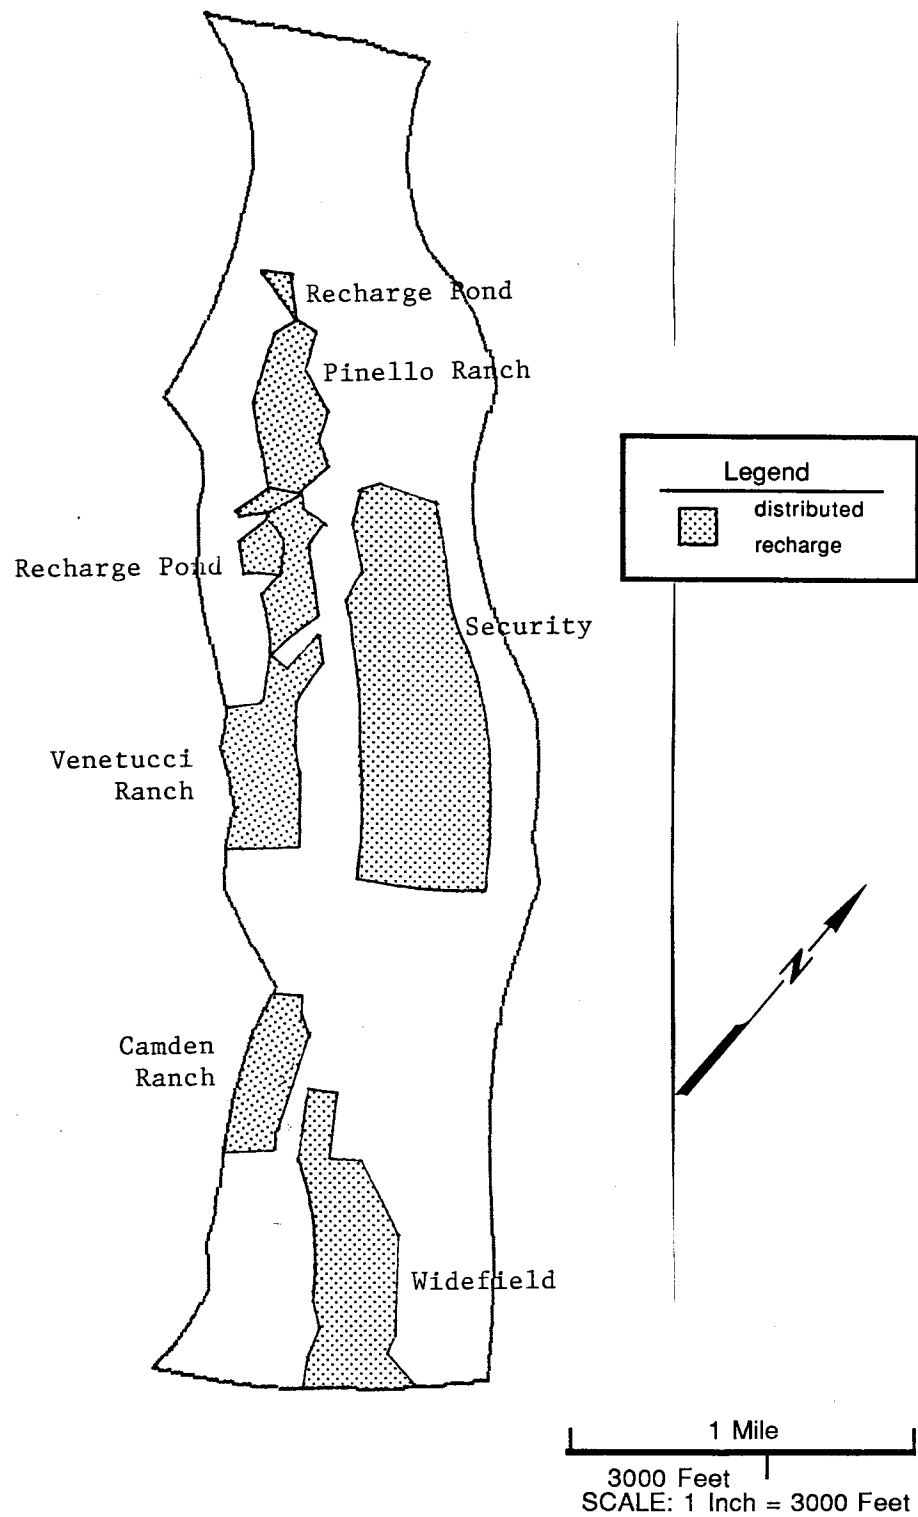 Recharge Pond
Pinello Ranch
Legend
distributed
recharge
Recharge Pond
Security
Venetucci
Ranch
N
Camden
Ranch
Widefield
1 Mile
3000 Feet
SCALE: 1 Inch = 3000 Feet